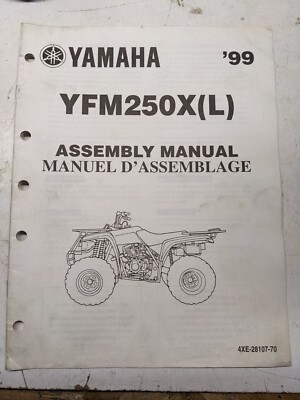 YAMAHA '99
YFM250X(L)
ASSEMBLY MANUAL
MANUEL D'ASSEMBLAGE
4XE-28107-70